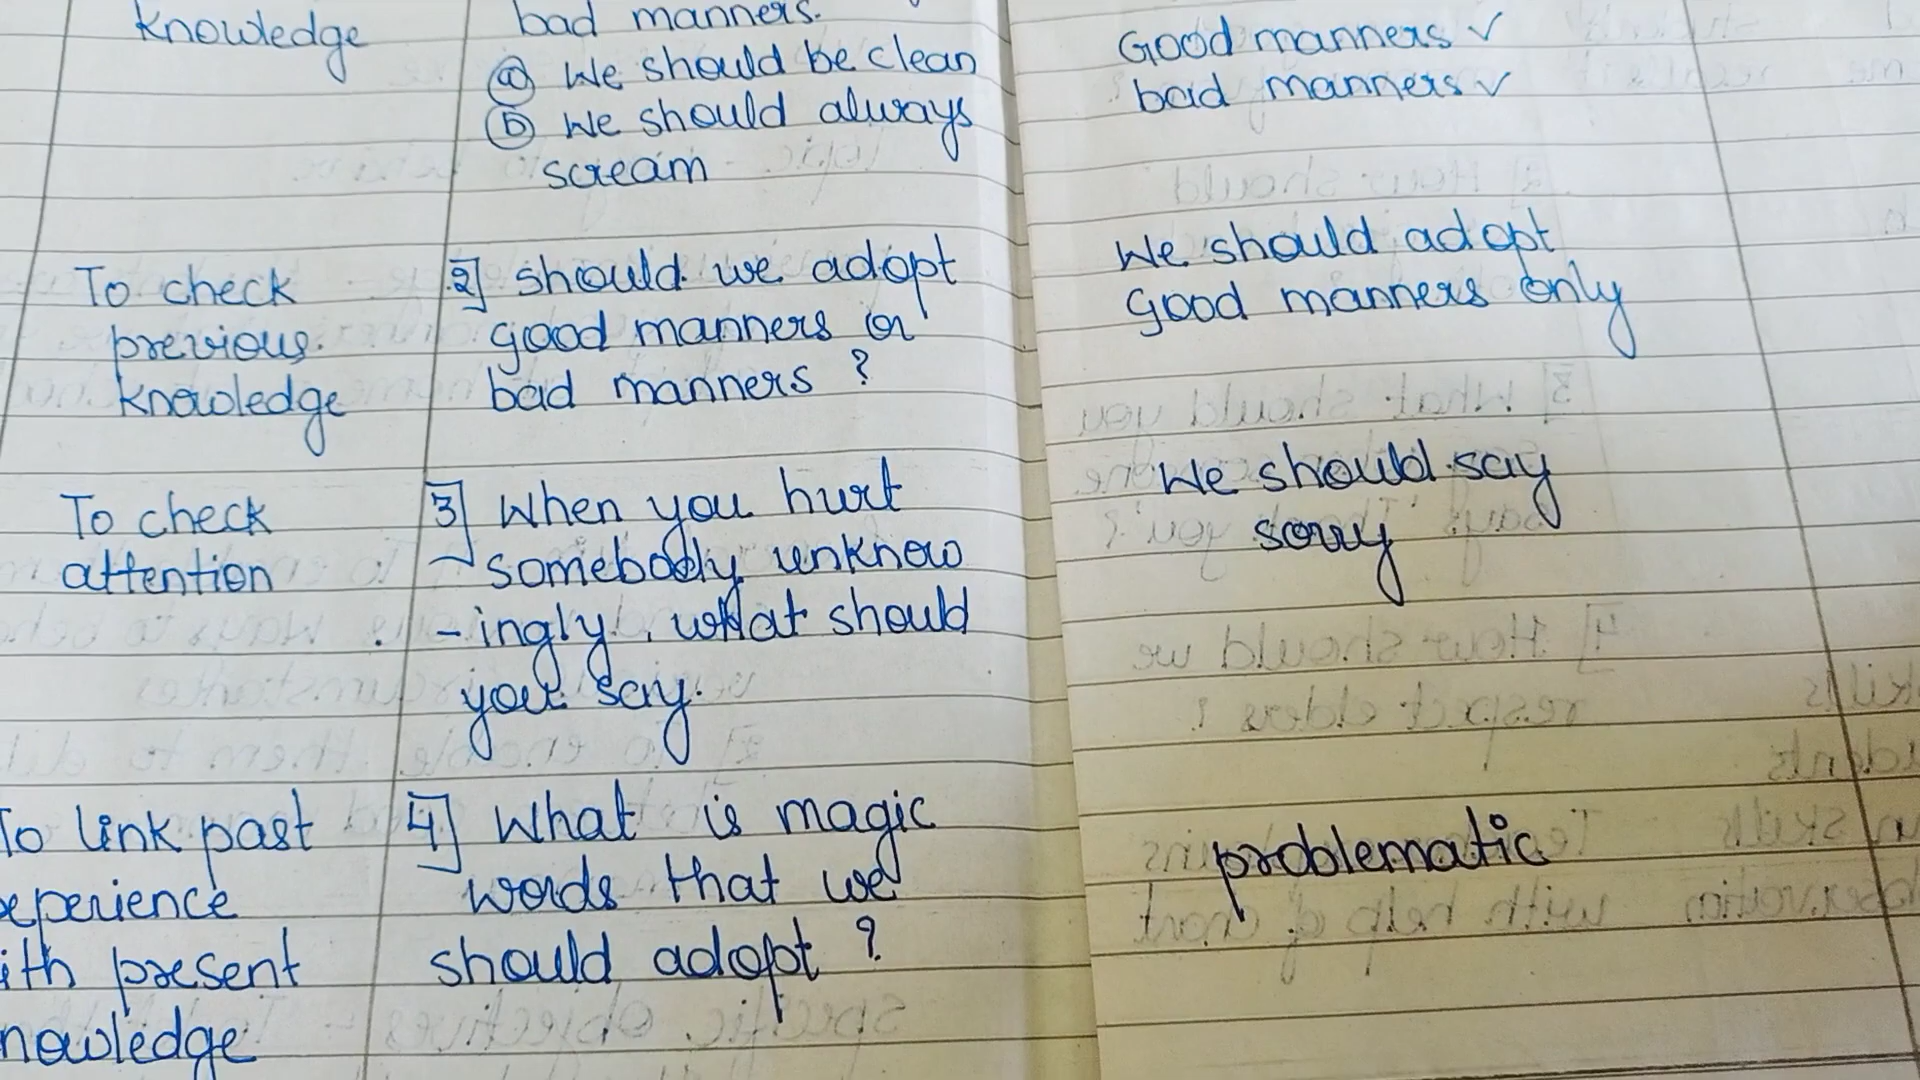 Knowledge
bad manners.
ⓐ We should be clean
ⓑ We should always
scream
Good manners ✓
bad manners ✓
To check
previous.
knowledge
2] should we adopt
good manners or
bad manners ?
We should adopt
Good manners only
To check
attention
3] When you hurt
somebody unknow
- ingly, what should
you say.
We should say
sorry
To link past
experience
ith present
nowledge
4] What is magic
words that we
should adopt ?
problematic